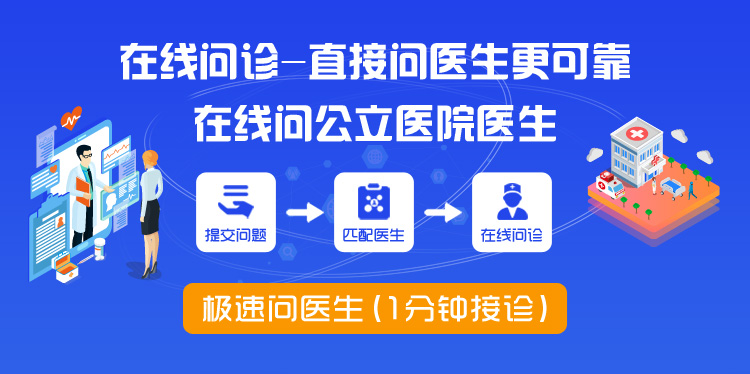 在线问诊-直接问医生更可靠
在线问公立医院医生
提交问题
匹配医生
在线问诊
极速问医生(1分钟接诊)